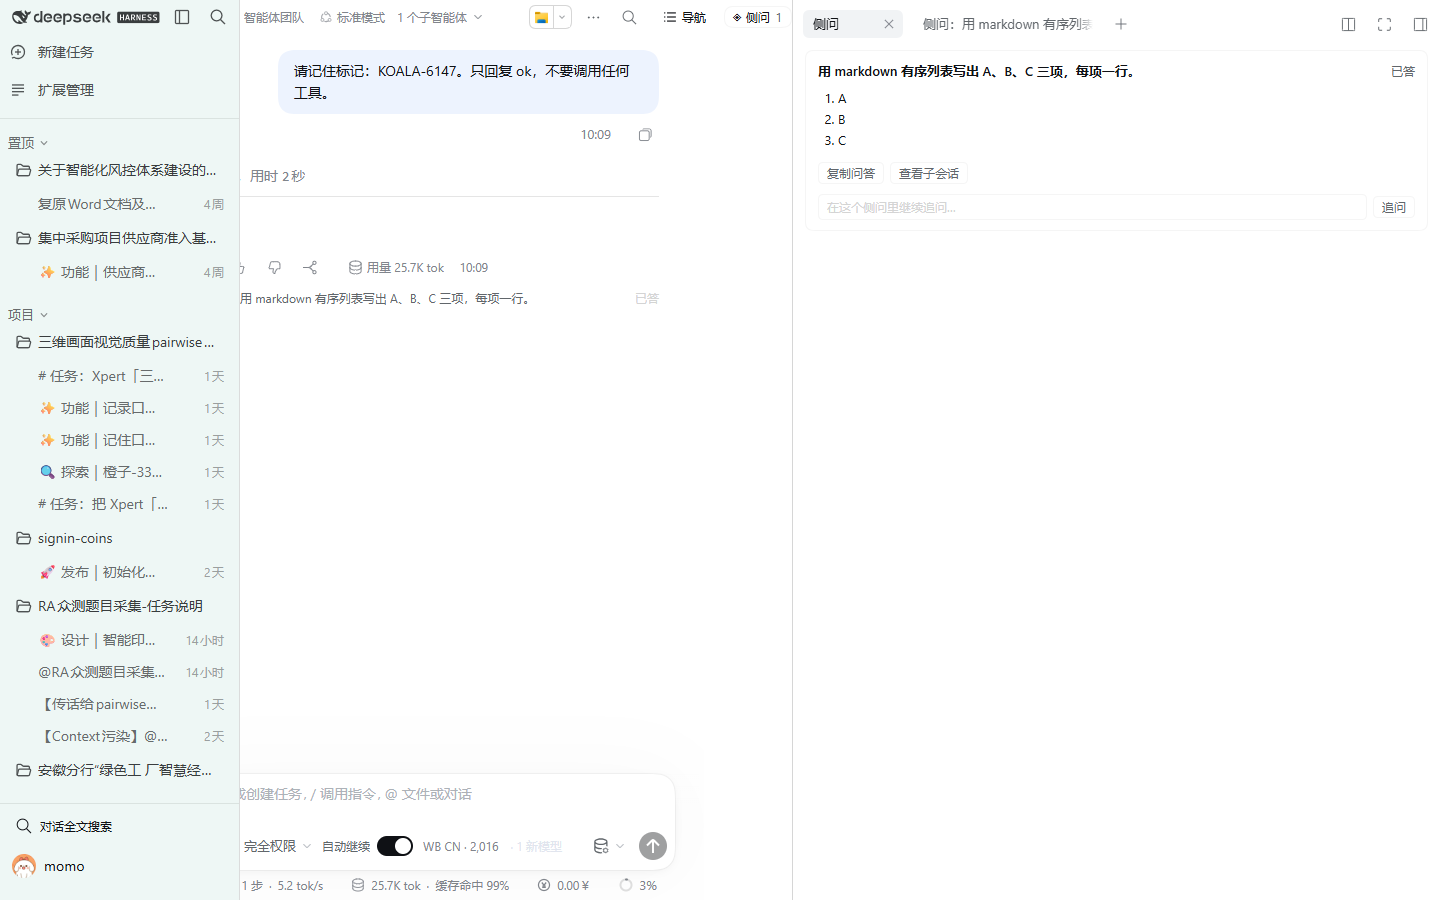 deepseek HARNESS
新建任务
扩展管理
置顶
关于智能化风控体系建设的...
复原Word文档及... 4周
集中采购项目供应商准入基...
功能 | 供应商... 4周
项目
三维画面视觉质量pairwise...
# 任务：Xpert「三... 1天
功能 | 记录口... 1天
功能 | 记住口... 1天
探索 | 橙子-33... 1天
# 任务：把 Xpert「... 1天
signin-coins
发布 | 初始化... 2天
RA众测题目采集-任务说明
设计 | 智能印... 14小时
@RA众测题目采集... 14小时
【传话给pairwise... 1天
【Context污染】@... 2天
安徽分行“绿色工厂智慧经...
对话全文搜索
momo
智能体团队 标准模式 1 个子智能体 ... 导航 侧问 1
请记住标记：KOALA-6147。只回复 ok，不要调用任何
工具。
10:09
用时 2秒
用量 25.7K tok 10:09
用 markdown 有序列表写出 A、B、C 三项，每项一行。 已答
创建任务, / 调用指令, @ 文件或对话
完全权限 自动继续 WB CN · 2,016 · 1 新模型
1 步 · 5.2 tok/s 25.7K tok · 缓存命中 99% 0.00 ¥ 3%
侧问 侧问：用 markdown 有序列
用 markdown 有序列表写出 A、B、C 三项，每项一行。 已答
1. A
2. B
3. C
复制问答 查看子会话
在这个侧问里继续追问... 追问